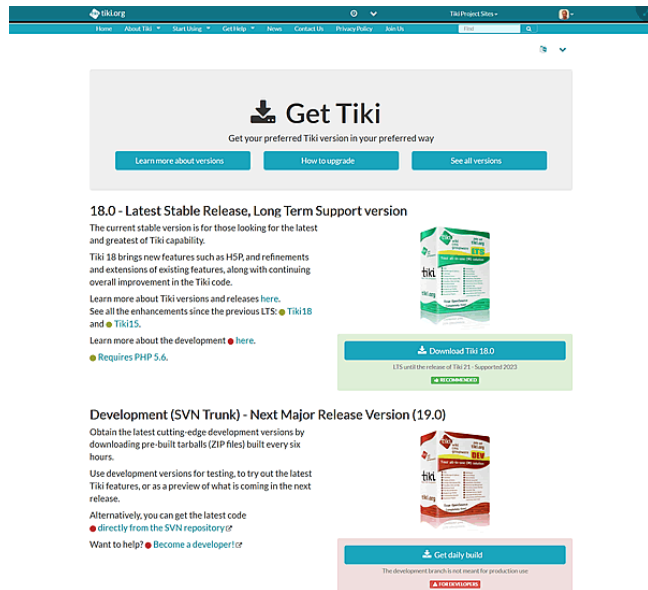 tiki.org
Tiki Project Sites
Home About Tiki Start Using Get Help News Contact Us Privacy Policy Join Us Find
Get Tiki
Get your preferred Tiki version in your preferred way
Learn more about versions How to upgrade See all versions
18.0 - Latest Stable Release, Long Term Support version
The current stable version is for those looking for the latest
and greatest of Tiki capability.
Tiki 18 brings new features such as H5P, and refinements
and extensions of existing features, along with continuing
overall improvement in the Tiki code.
Learn more about Tiki versions and releases here.
See all the enhancements since the previous LTS: Tiki18
and Tiki15.
Learn more about the development here.
Requires PHP 5.6.
LTS
tiki
Download Tiki 18.0
LTS until the release of Tiki 21 - Supported 2023
RECOMMENDED
Development (SVN Trunk) - Next Major Release Version (19.0)
Obtain the latest cutting-edge development versions by
downloading pre-built tarballs (ZIP files) built every six
hours.
Use development versions for testing, to try out the latest
Tiki features, or as a preview of what is coming in the next
release.
Alternatively, you can get the latest code
directly from the SVN repository
Want to help? Become a developer!
DEV
tiki
Get daily build
The development branch is not meant for production use
FOR DEVELOPERS